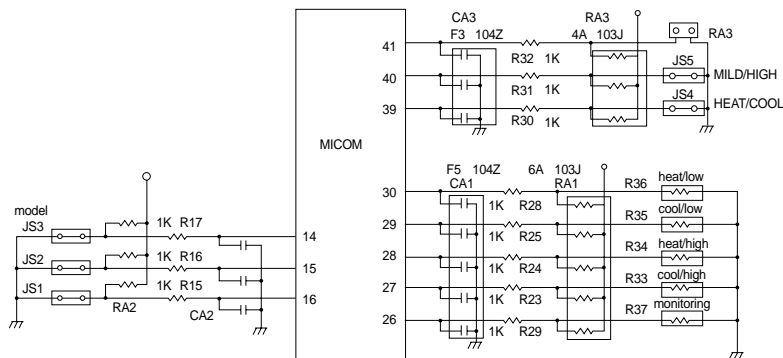 CA3 RA3
F3 104Z 4A 103J
41 R32 1K RA3
40 R31 1K JS5 MILD/HIGH
39 R30 1K JS4 HEAT/COOL
MICOM
F5 104Z 6A 103J
30 CA1 1K R28 RA1 R36 heat/low
29 1K R25 R35 cool/low
28 1K R24 R34 heat/high
27 1K R23 R33 cool/high
26 1K R29 R37 monitoring
model
JS3 1K R17 14
JS2 1K R16 15
JS1 1K R15 16
RA2 CA2